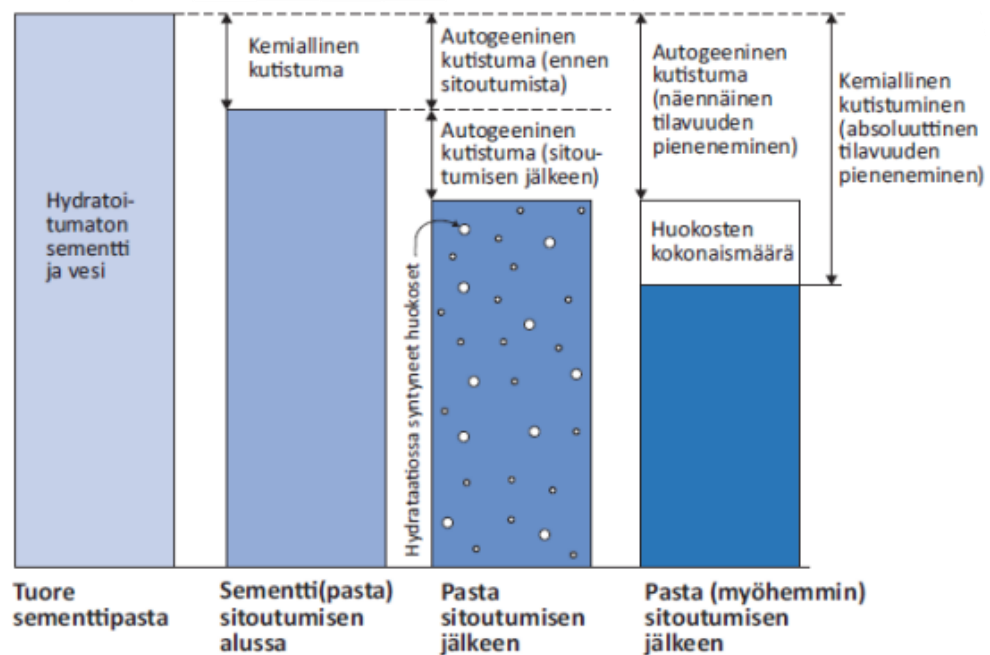 Kemiallinen
kutistuma
Autogeeninen
kutistuma (ennen
sitoutumista)
Autogeeninen
kutistuma (sitou-
tumisen jälkeen)
Autogeeninen
kutistuma
(näennäinen
tilavuuden
pieneneminen)
Kemiallinen
kutistuminen
(absoluuttinen
tilavuuden
pieneneminen)
Hydratoi-
tumaton
sementti
ja vesi
Hydrataatiossa syntyneet huokoset
Huokosten
kokonaismäärä
Tuore
sementtipasta
Sementti(pasta)
sitoutumisen
alussa
Pasta
sitoutumisen
jälkeen
Pasta (myöhemmin)
sitoutumisen
jälkeen